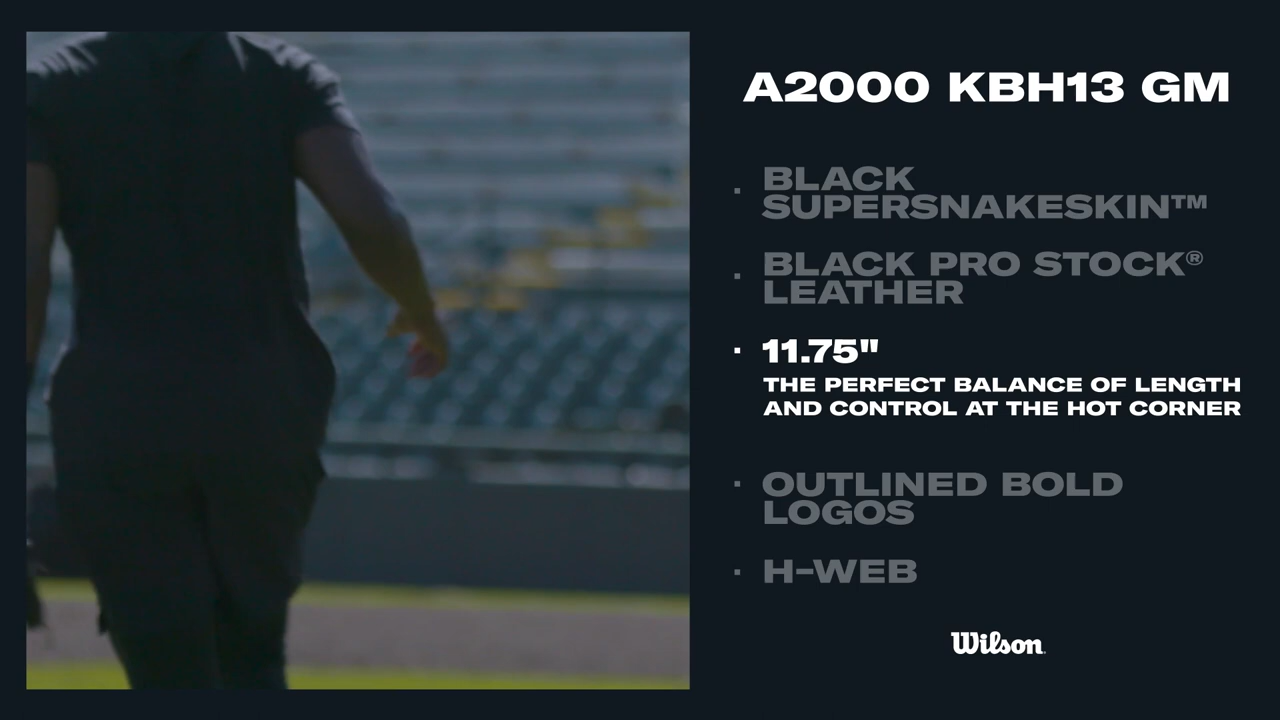 A2000 KBH13 GM
· BLACK
SUPERSNAKESKIN™
· BLACK PRO STOCK®
LEATHER
· 11.75"
THE PERFECT BALANCE OF LENGTH
AND CONTROL AT THE HOT CORNER
· OUTLINED BOLD
LOGOS
· H-WEB
Wilson